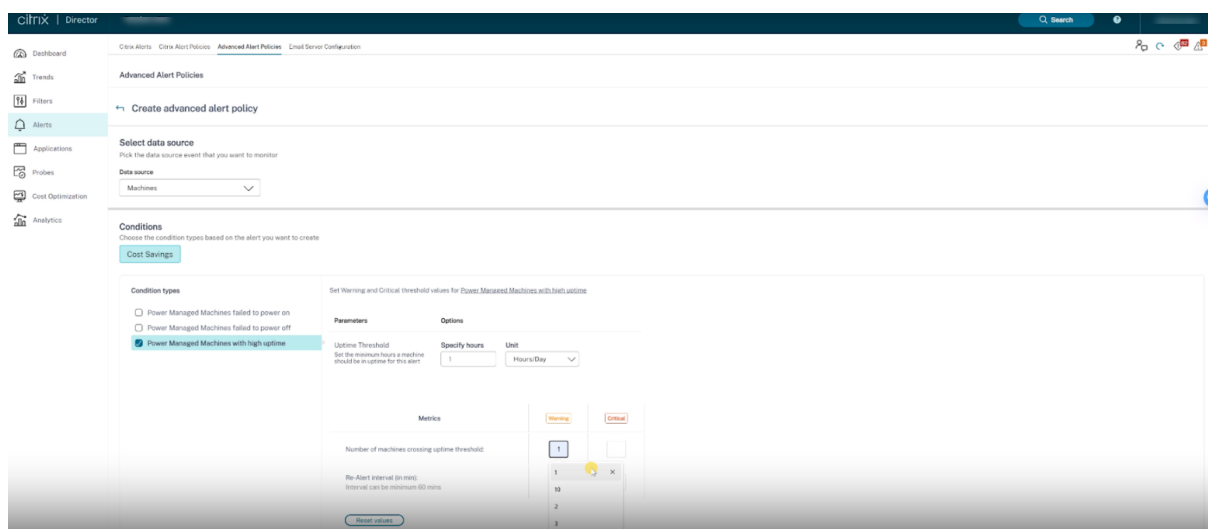 citrix | Director
Search
Dashboard
Trends
Filters
Alerts
Applications
Probes
Cost Optimization
Analytics
Citrix Alerts Citrix Alert Policies Advanced Alert Policies Email Server Configuration
Advanced Alert Policies
Create advanced alert policy
Select data source
Pick the data source event that you want to monitor
Data source
Machines
Conditions
Choose the condition types based on the alert you want to create
Cost Savings
Condition types
Power Managed Machines failed to power on
Power Managed Machines failed to power off
Power Managed Machines with high uptime
Set Warning and Critical threshold values for Power Managed Machines with high uptime
Parameters Options
Uptime Threshold
Set the minimum hours a machine
should be in uptime for this alert
Specify hours Unit
1 Hours/Day
Metrics Warning Critical
Number of machines crossing uptime threshold: 1
Re-Alert interval (in min):
Interval can be minimum 60 mins
1
10
2
3
Reset values